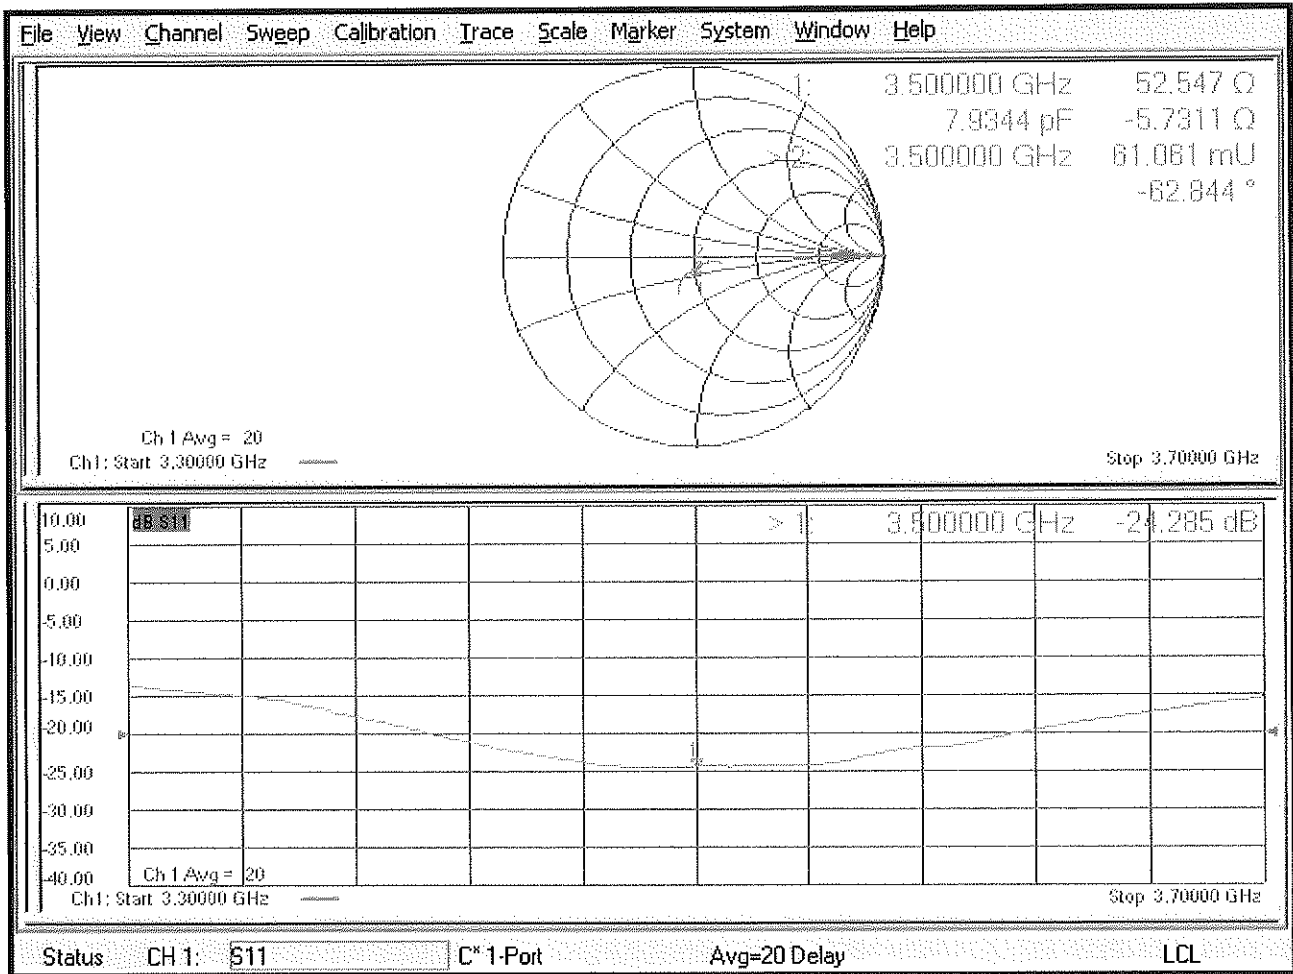 File View Channel Sweep Calibration Trace Scale Marker System Window Help
1: 3.500000 GHz 52.547 Ω
7.9344 pF -5.7311 Ω
> 2: 3.500000 GHz 61.061 mU
-62.844 °
Ch 1 Avg = 20
Ch1: Start 3.30000 GHz
Stop 3.70000 GHz
10.00 dB S11 > 1: 3.500000 GHz -24.285 dB
5.00
0.00
-5.00
-10.00
-15.00
-20.00
1
-25.00
-30.00
-35.00
-40.00
Ch 1 Avg = 20
Ch1: Start 3.30000 GHz
Stop 3.70000 GHz
Status CH 1: S11 C* 1-Port Avg=20 Delay LCL